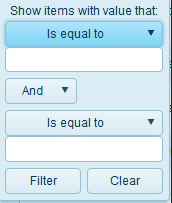 Show items with value that:
Is equal to
And
Is equal to
Filter Clear